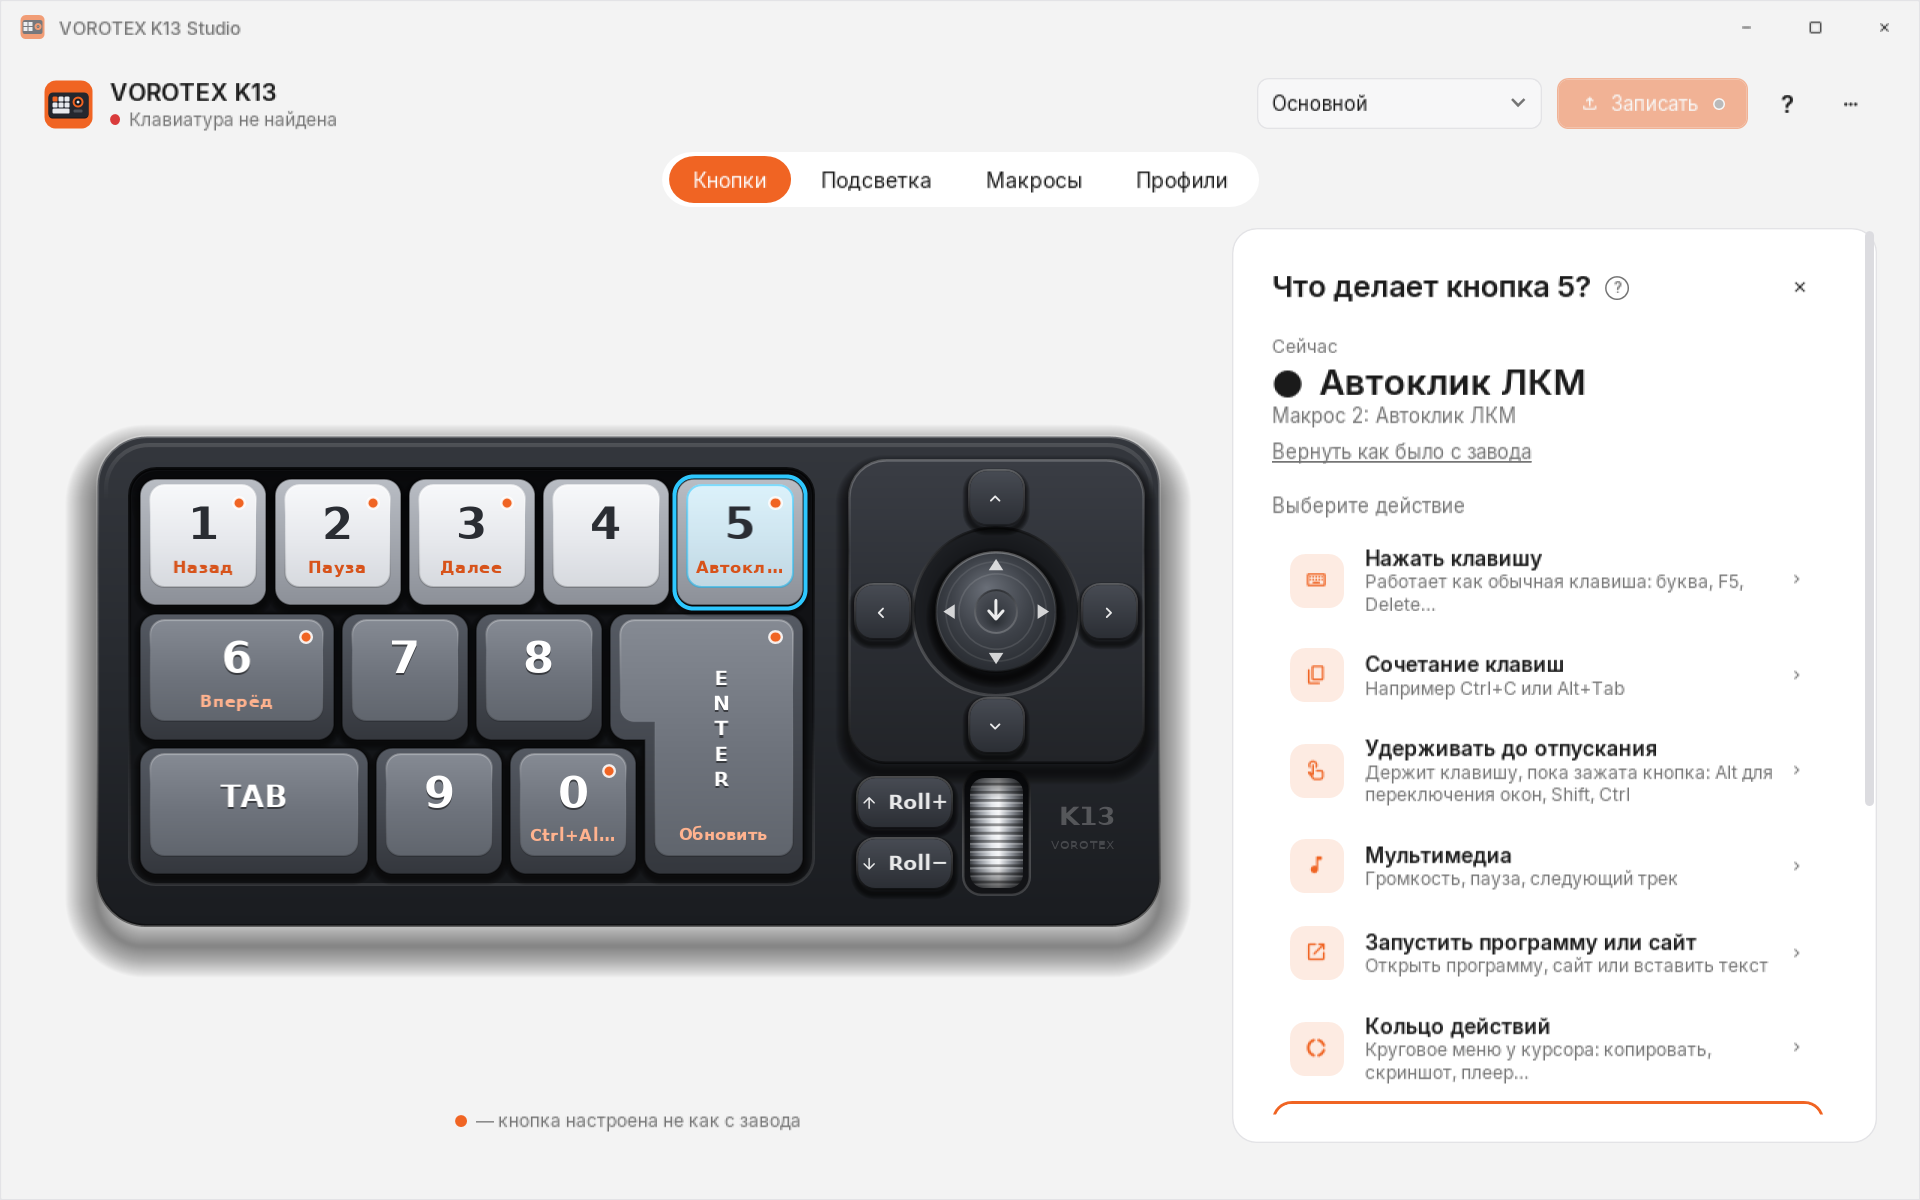 VOROTEX K13 Studio
VOROTEX K13
Клавиатура не найдена
Основной
Записать
?
Кнопки
Подсветка
Макросы
Профили
Что делает кнопка 5?
?
Сейчас
Автоклик ЛКМ
Макрос 2: Автоклик ЛКМ
Вернуть как было с завода
Выберите действие
Нажать клавишу
Работает как обычная клавиша: буква, F5,
Delete...
Сочетание клавиш
Например Ctrl+C или Alt+Tab
Удерживать до отпускания
Держит клавишу, пока зажата кнопка: Alt для
переключения окон, Shift, Ctrl
Мультимедиа
Громкость, пауза, следующий трек
Запустить программу или сайт
Открыть программу, сайт или вставить текст
Кольцо действий
Круговое меню у курсора: копировать,
скриншот, плеер...
1
Назад
2
Пауза
3
Далее
4
5
Автокл...
6
Вперёд
7
8
ENTER
Обновить
TAB
9
0
Ctrl+Al...
Roll+
Roll−
K13
VOROTEX
— кнопка настроена не как с завода